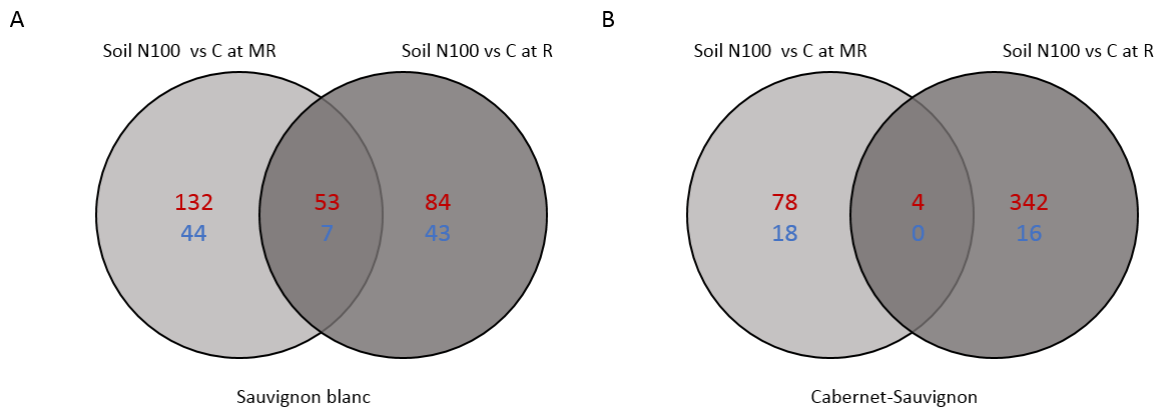 A
Soil N100 vs C at MR
Soil N100 vs C at R
132
53
84
44
7
43
Sauvignon blanc
B
Soil N100 vs C at MR
Soil N100 vs C at R
78
4
342
18
0
16
Cabernet-Sauvignon